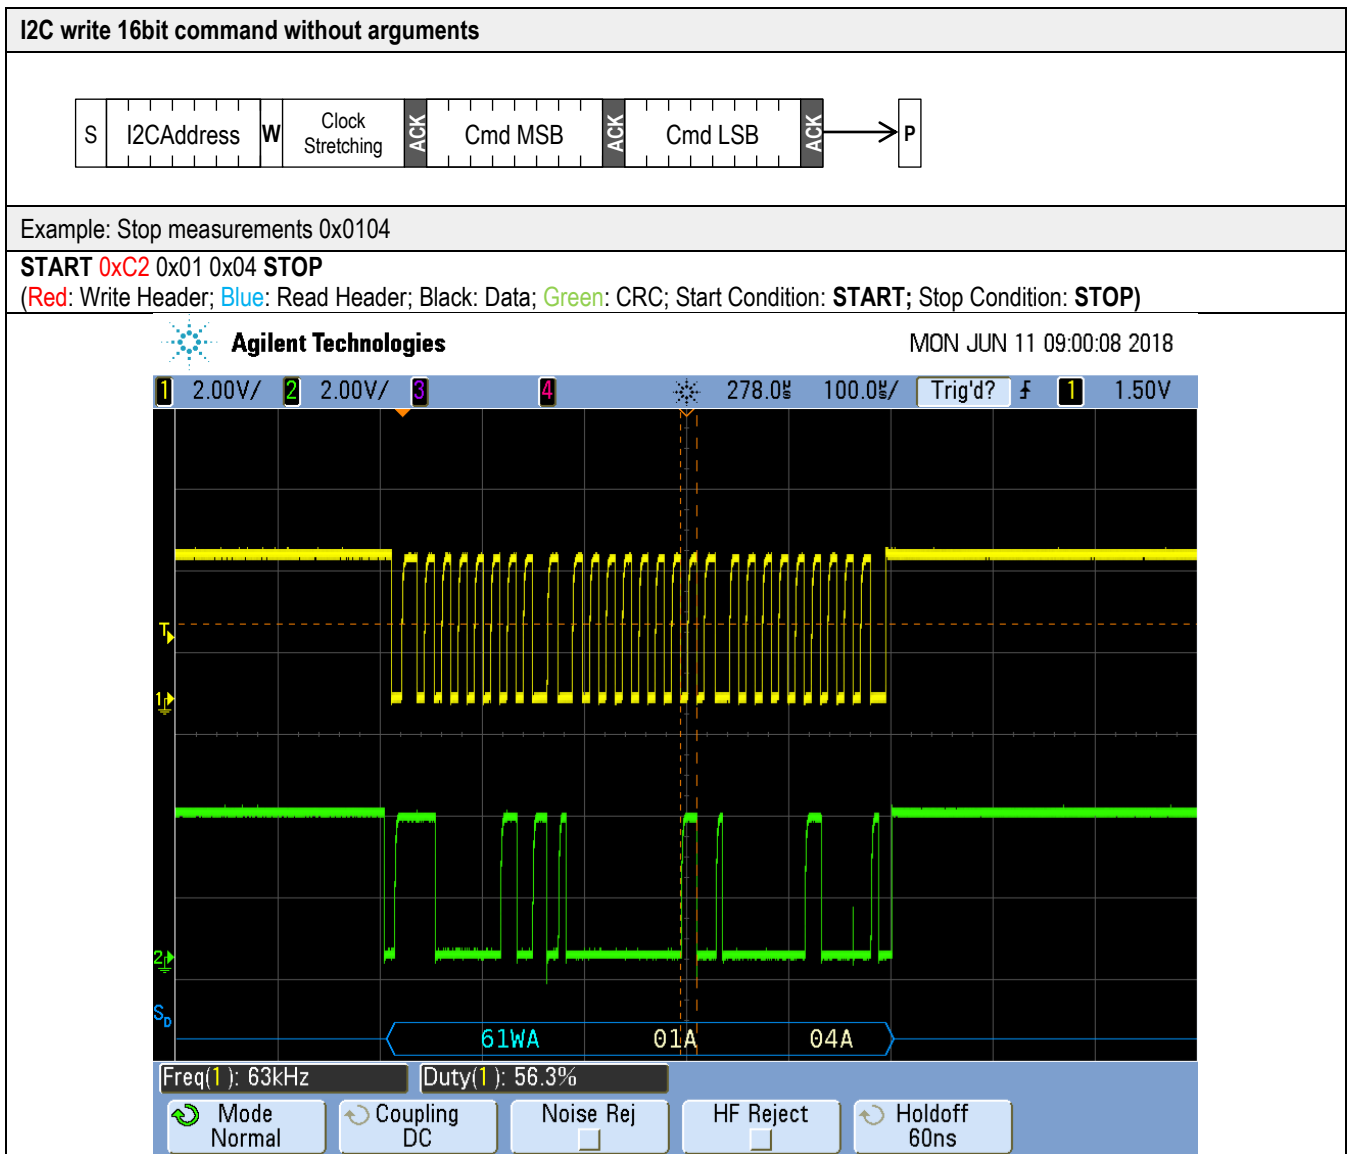 I2C write 16bit command without arguments
S I2CAddress W Clock Stretching ACK Cmd MSB ACK Cmd LSB ACK P
Example: Stop measurements 0x0104
START 0xC2 0x01 0x04 STOP
(Red: Write Header; Blue: Read Header; Black: Data; Green: CRC; Start Condition: START; Stop Condition: STOP)
Agilent Technologies MON JUN 11 09:00:08 2018
1 2.00V/ 2 2.00V/ 3 4 278.0µs 100.0µs/ Trig'd? 1 1.50V
T
1
2
SD
61WA 01A 04A
Freq(1): 63kHz Duty(1): 56.3%
Mode Coupling Noise Rej HF Reject Holdoff
Normal DC 60ns